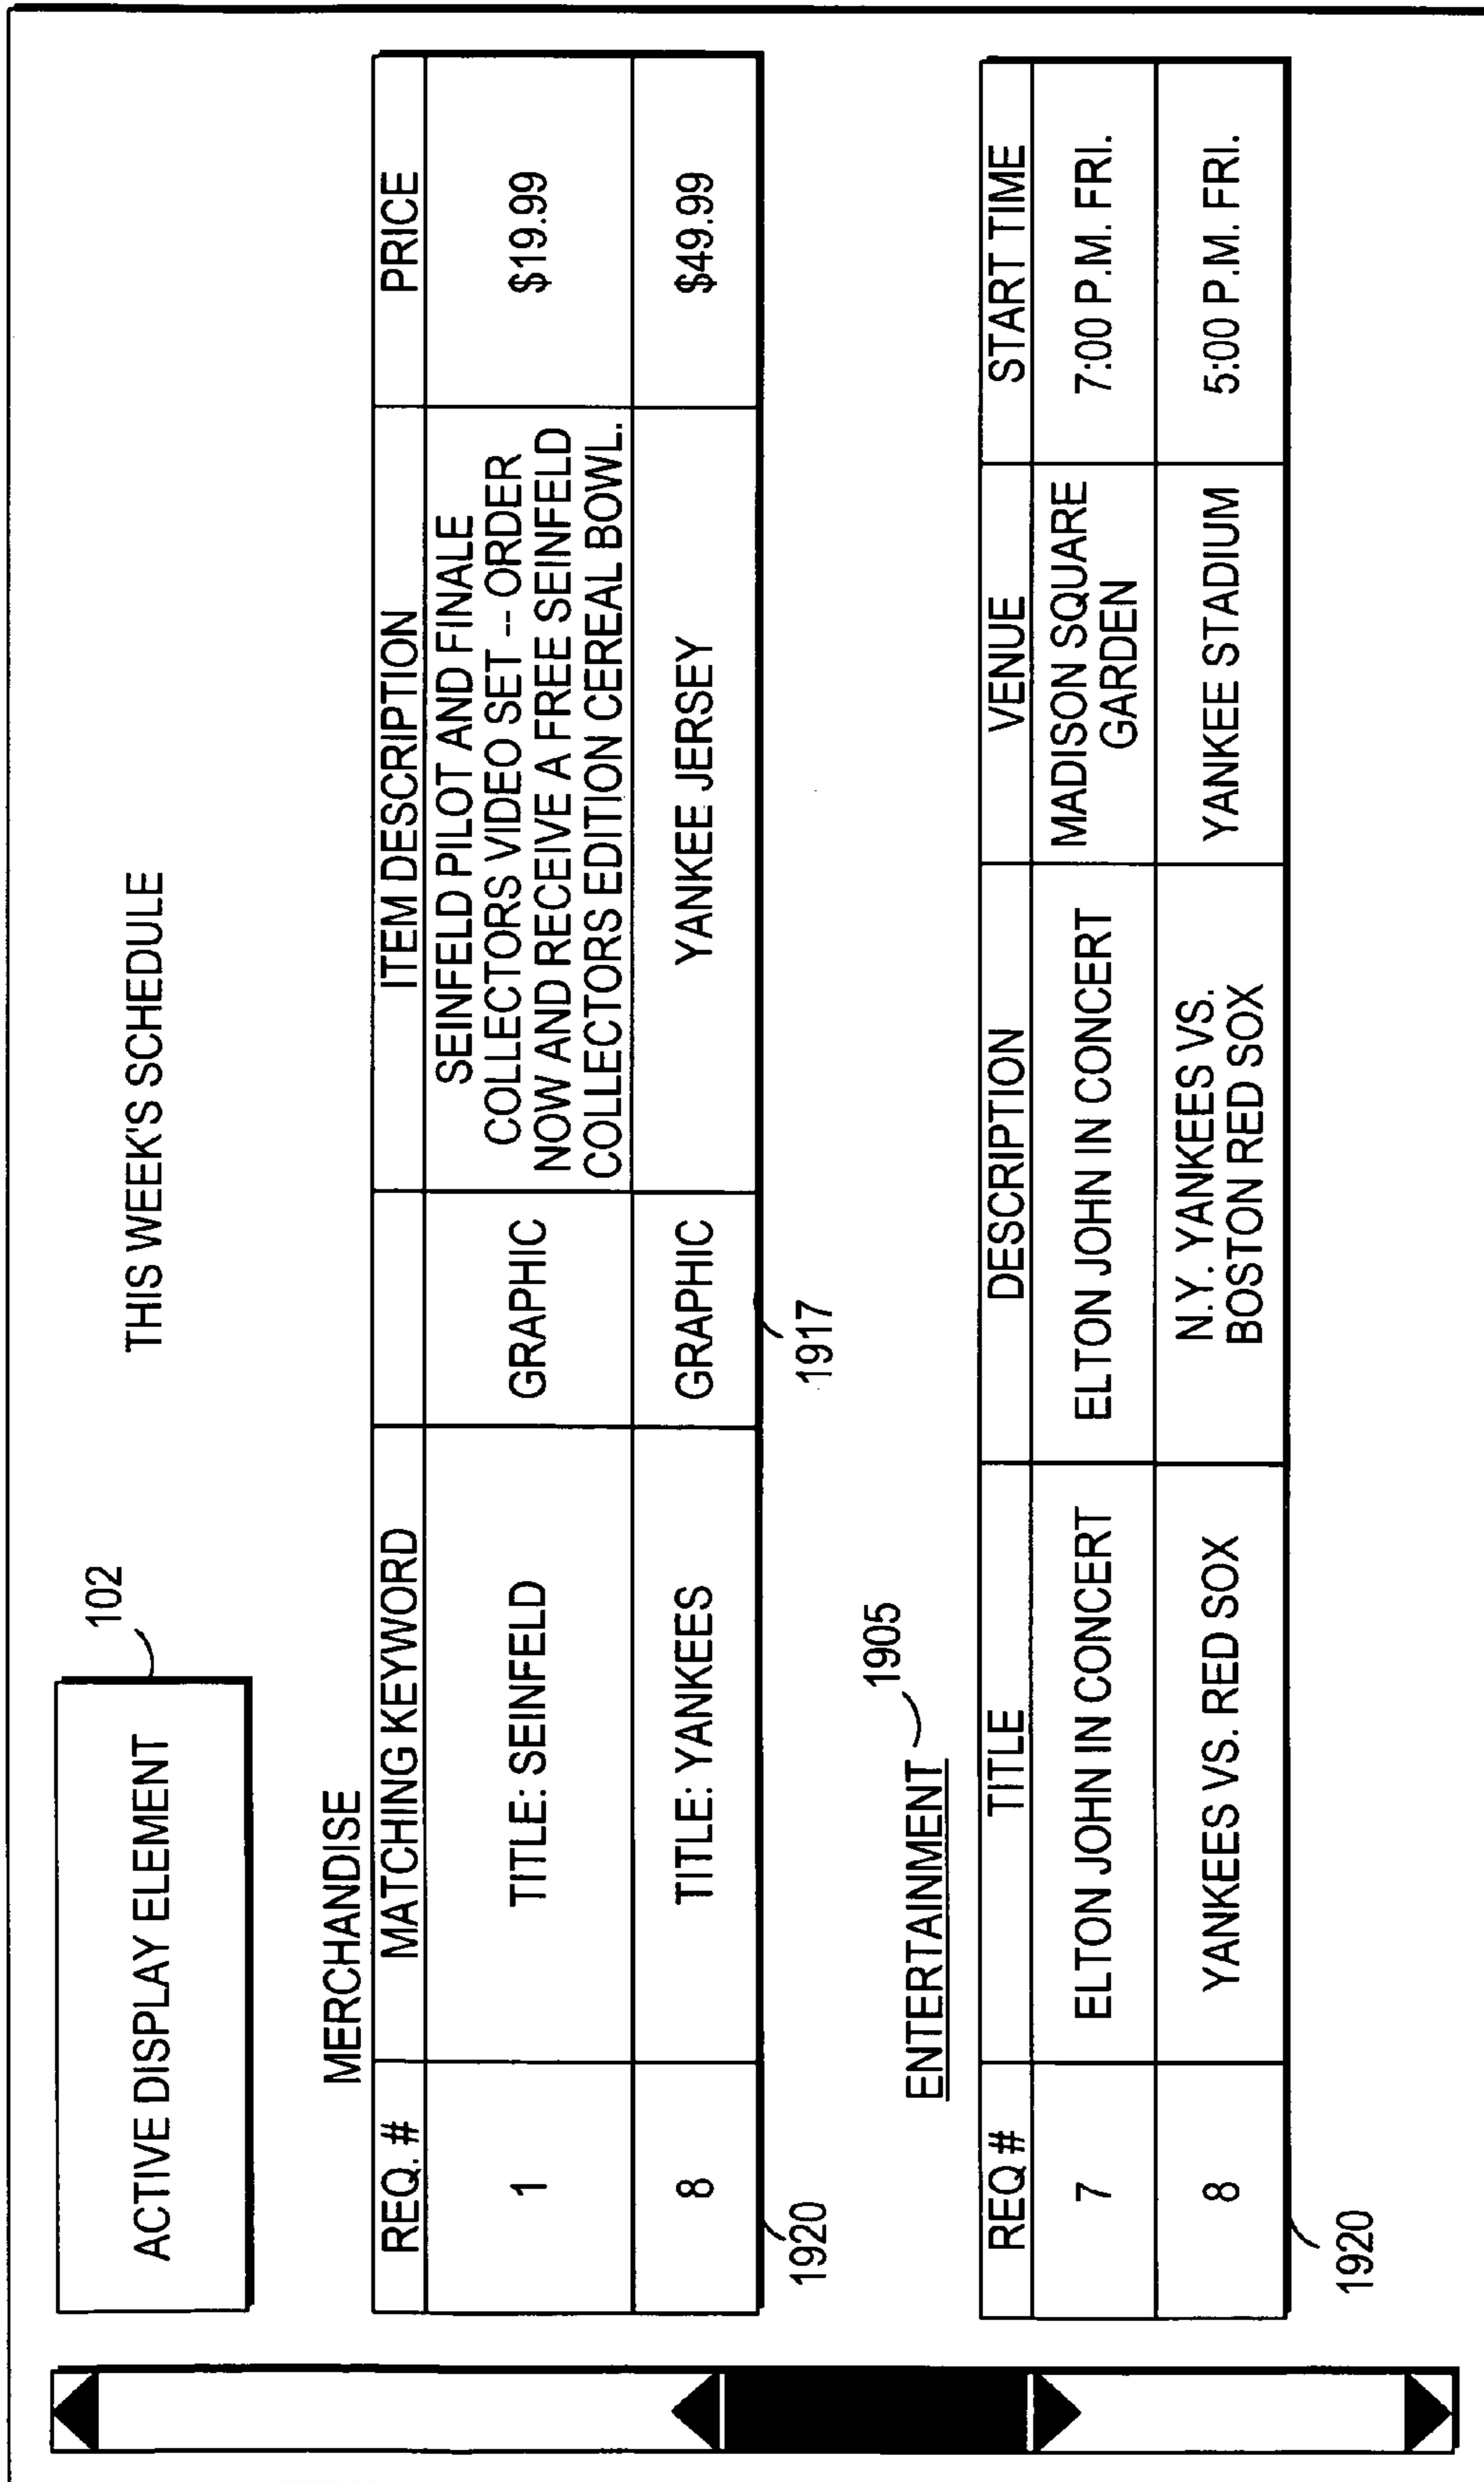 ACTIVE DISPLAY ELEMENT
102
THIS WEEK'S SCHEDULE
MERCHANDISE
REQ. # MATCHING KEYWORD ITEM DESCRIPTION PRICE
1 TITLE: SEINFELD GRAPHIC SEINFELD PILOT AND FINALE
COLLECTORS VIDEO SET -- ORDER
NOW AND RECEIVE A FREE SEINFELD
COLLECTORS EDITION CEREAL BOWL.
$19.99
8 TITLE: YANKEES GRAPHIC YANKEE JERSEY $49.99
1920
1917
ENTERTAINMENT
1905
REQ # TITLE DESCRIPTION VENUE START TIME
7 ELTON JOHN IN CONCERT ELTON JOHN IN CONCERT MADISON SQUARE
GARDEN
7:00 P.M. FRI.
8 YANKEES VS. RED SOX N.Y. YANKEES VS.
BOSTON RED SOX
YANKEE STADIUM 5:00 P.M. FRI.
1920